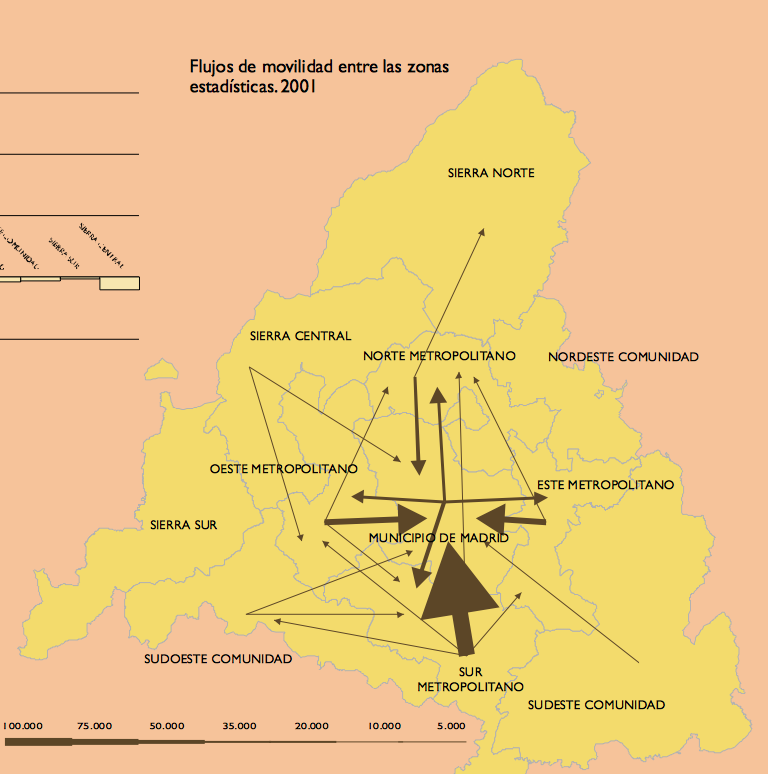 Flujos de movilidad entre las zonas
estadísticas. 2001
SIERRA NORTE
SIERRA SUR
SIERRA CENTRAL
SIERRA CENTRAL
NORTE METROPOLITANO
NORDESTE COMUNIDAD
OESTE METROPOLITANO
ESTE METROPOLITANO
SIERRA SUR
MUNICIPIO DE MADRID
SUDOESTE COMUNIDAD
SUR
METROPOLITANO
SUDESTE COMUNIDAD
100.000 75.000 50.000 35.000 20.000 10.000 5.000